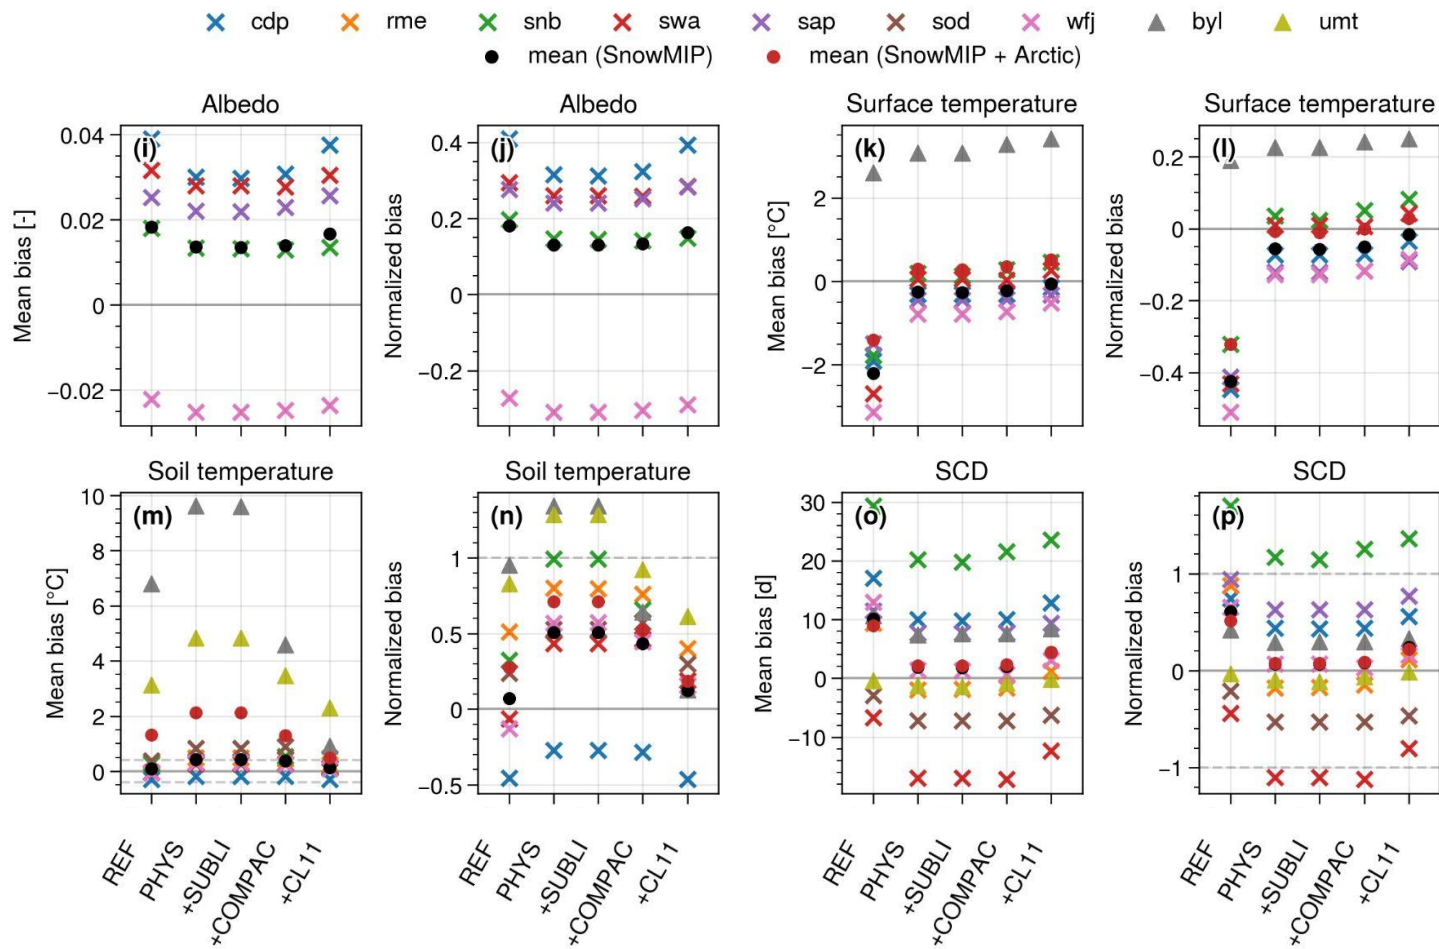 cdp rme snb swa sap sod wfj byl umt
mean (SnowMIP) mean (SnowMIP + Arctic)
Albedo Albedo Surface temperature Surface temperature
(i) (j) (k) (l)
0.04
0.02
0
−0.02
Mean bias [-]
0.4
0.2
0
−0.2
Normalized bias
2
0
−2
Mean bias [°C]
0.2
0
−0.2
−0.4
Normalized bias
Soil temperature Soil temperature SCD SCD
(m) (n) (o) (p)
10
8
6
4
2
0
Mean bias [°C]
1
0.5
0
−0.5
Normalized bias
30
20
10
0
−10
Mean bias [d]
1
0
−1
Normalized bias
REF PHYS +SUBLI +COMPAC +CL11
REF PHYS +SUBLI +COMPAC +CL11
REF PHYS +SUBLI +COMPAC +CL11
REF PHYS +SUBLI +COMPAC +CL11